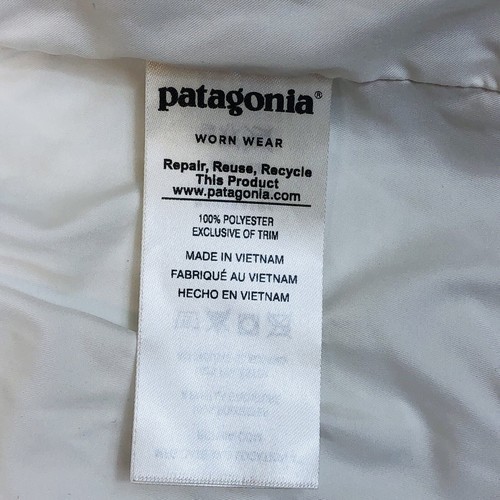 patagonia®
WORN WEAR
Repair, Reuse, Recycle
This Product
www.patagonia.com
100% POLYESTER
EXCLUSIVE OF TRIM
MADE IN VIETNAM
FABRIQUÉ AU VIETNAM
HECHO EN VIETNAM